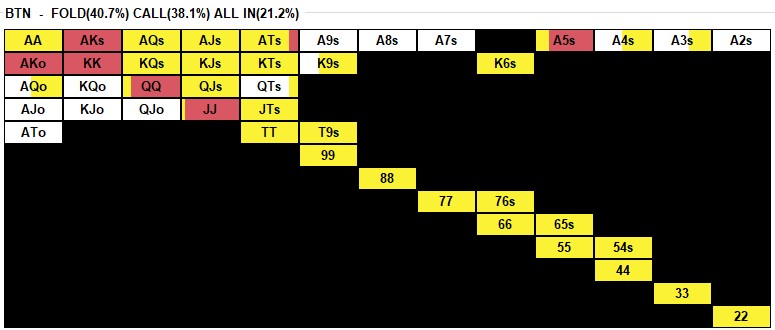 BTN - FOLD(40.7%) CALL(38.1%) ALL IN(21.2%)
AA AKs AQs AJs ATs A9s A8s A7s A5s A4s A3s A2s
AKo KK KQs KJs KTs K9s K6s
AQo KQo QQ QJs QTs
AJo KJo QJo JJ JTs
ATo TT T9s
99
88
77 76s
66 65s
55 54s
44
33
22